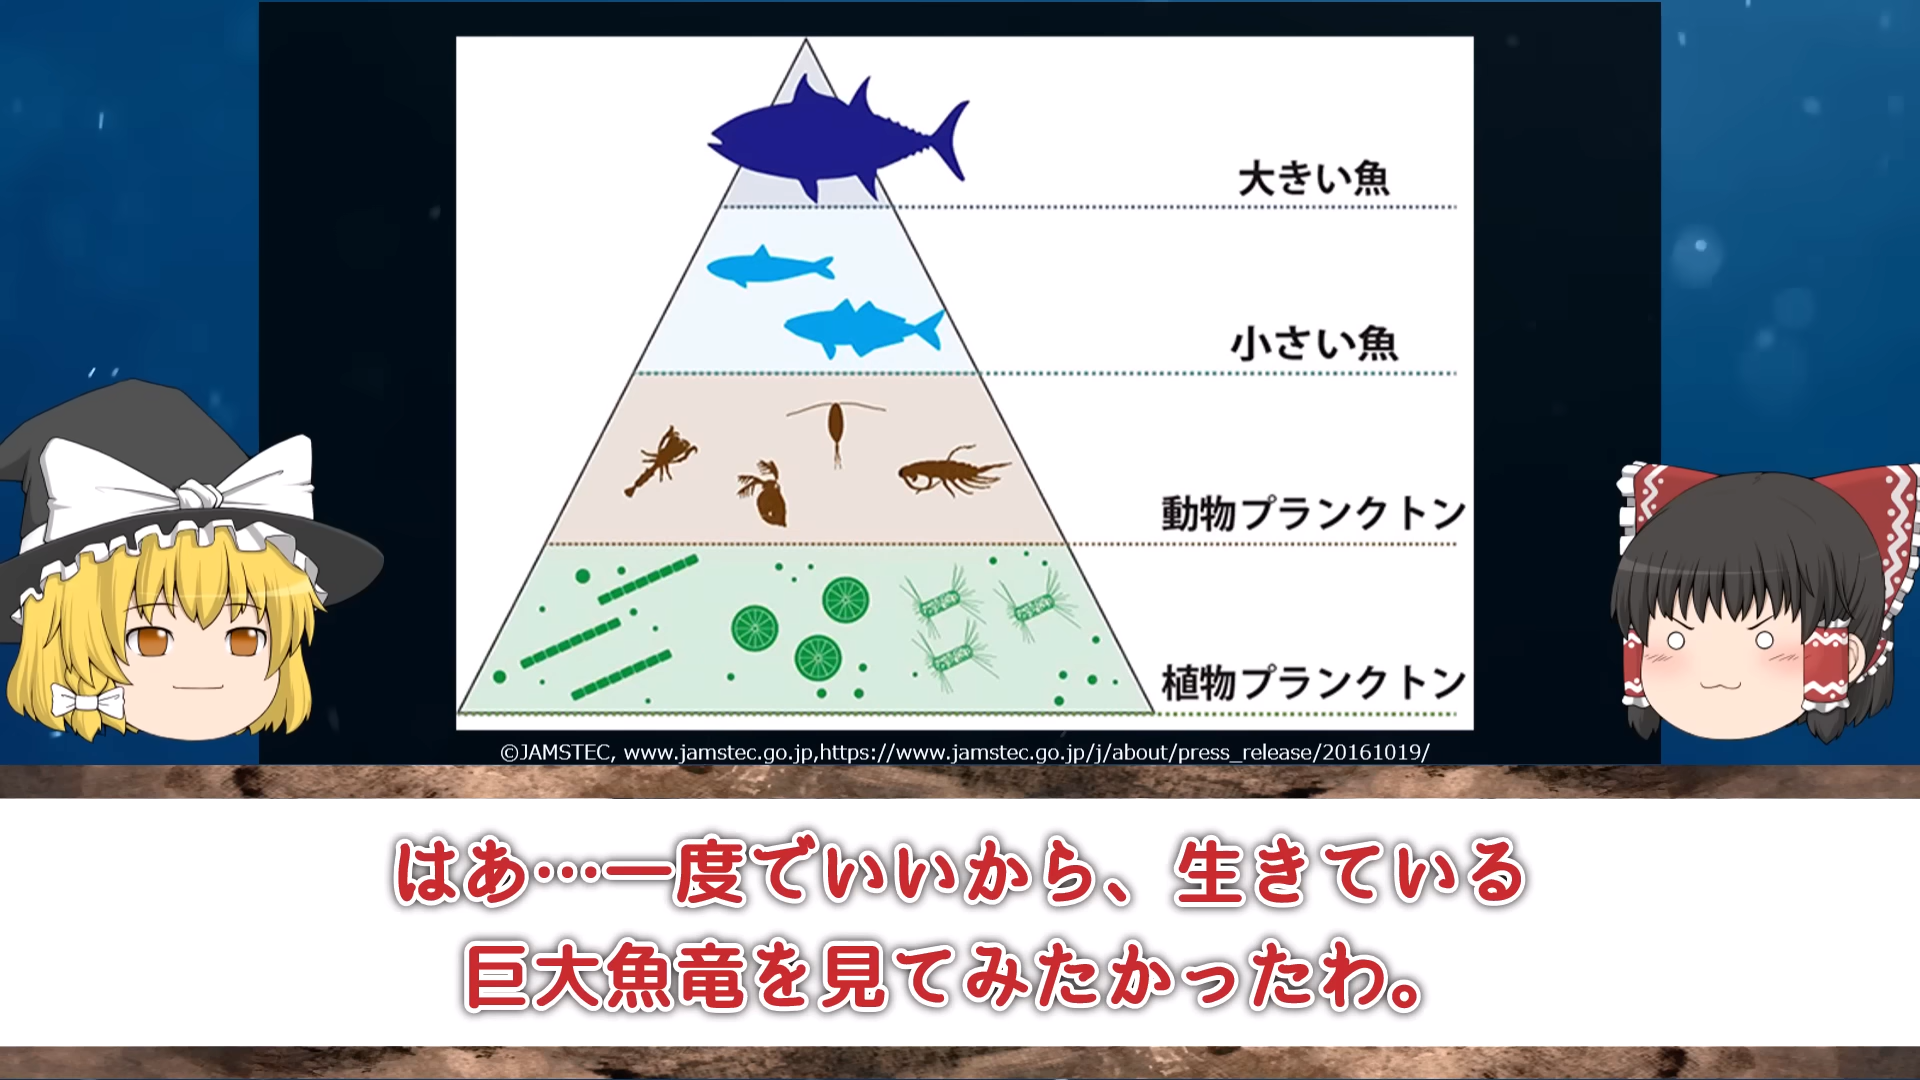 大きい魚
小さい魚
動物プランクトン
植物プランクトン
©JAMSTEC, www.jamstec.go.jp,https://www.jamstec.go.jp/j/about/press_release/20161019/
はあ…一度でいいから、生きている
巨大魚竜を見てみたかったわ。